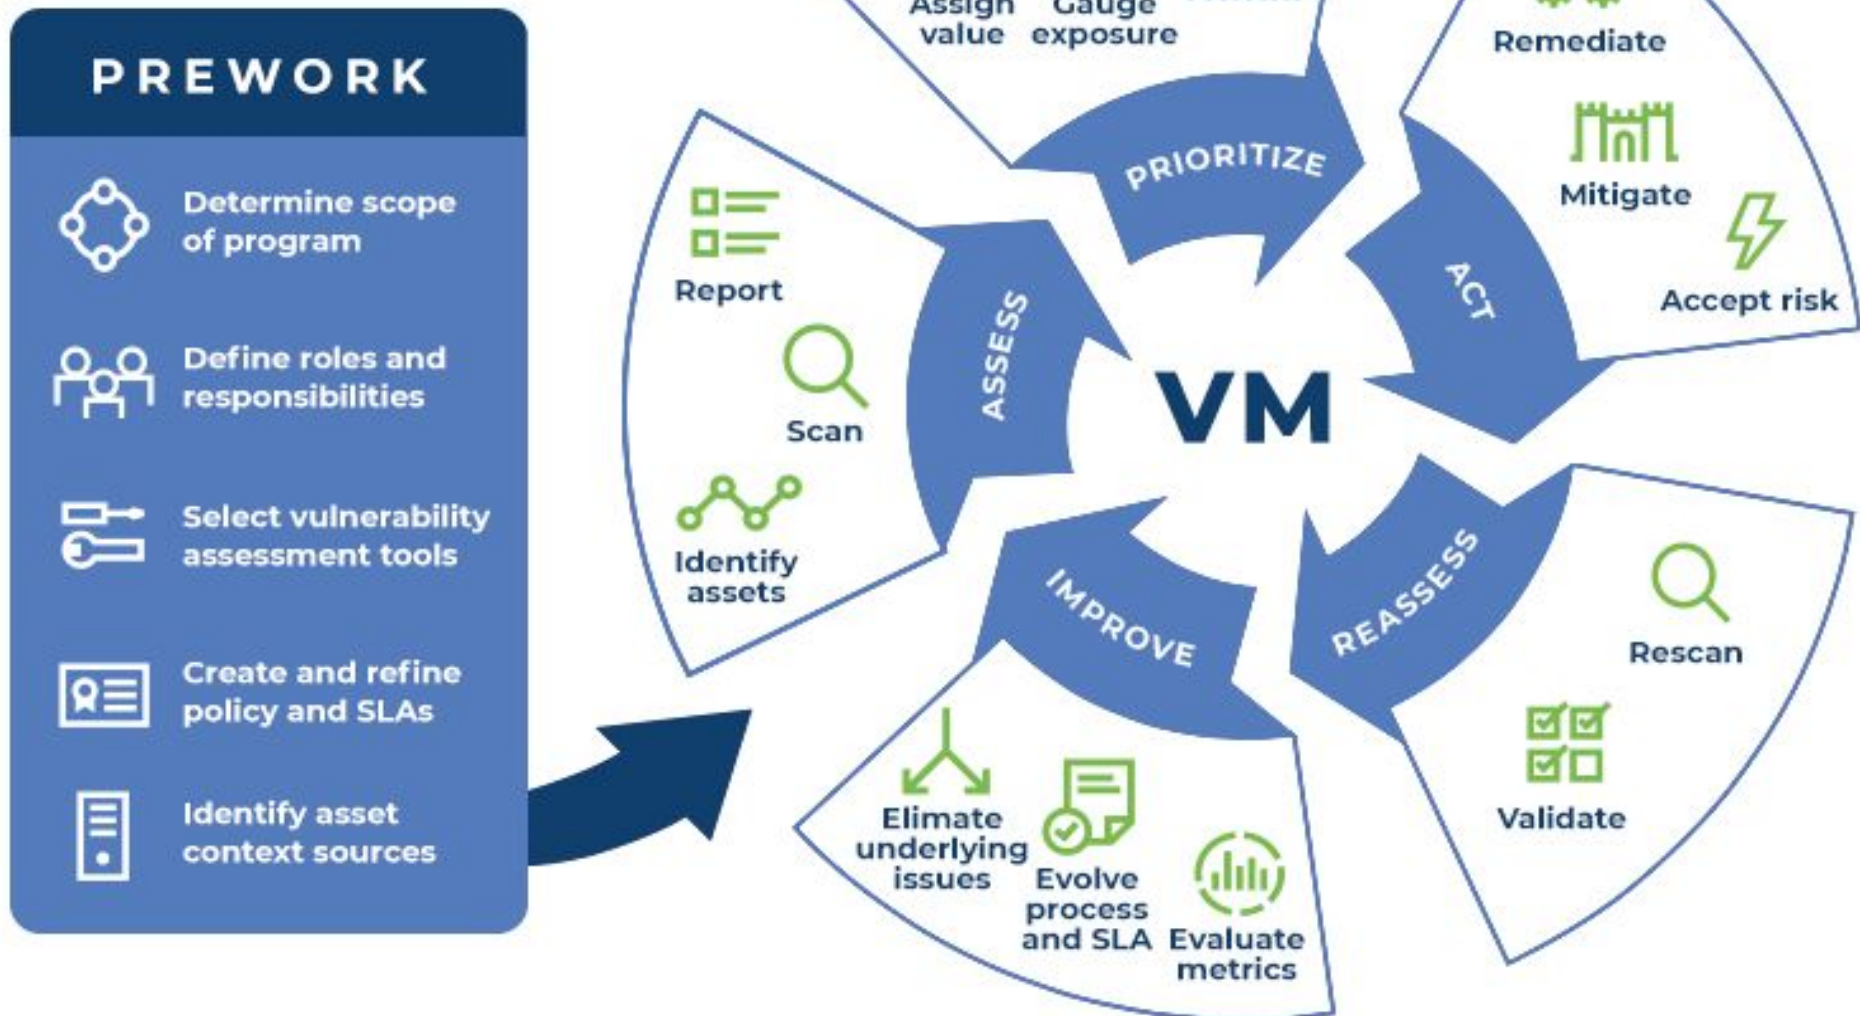 PREWORK
Determine scope
of program
Define roles and
responsibilities
Select vulnerability
assessment tools
Create and refine
policy and SLAs
Identify asset
context sources
Assign
value
Gauge
exposure
PRIORITIZE
Remediate
Mitigate
Accept risk
ACT
Report
Scan
Identify
assets
ASSESS
VM
REASSESS
Rescan
Validate
IMPROVE
Elimate
underlying
issues
Evolve
process
and SLA
Evaluate
metrics